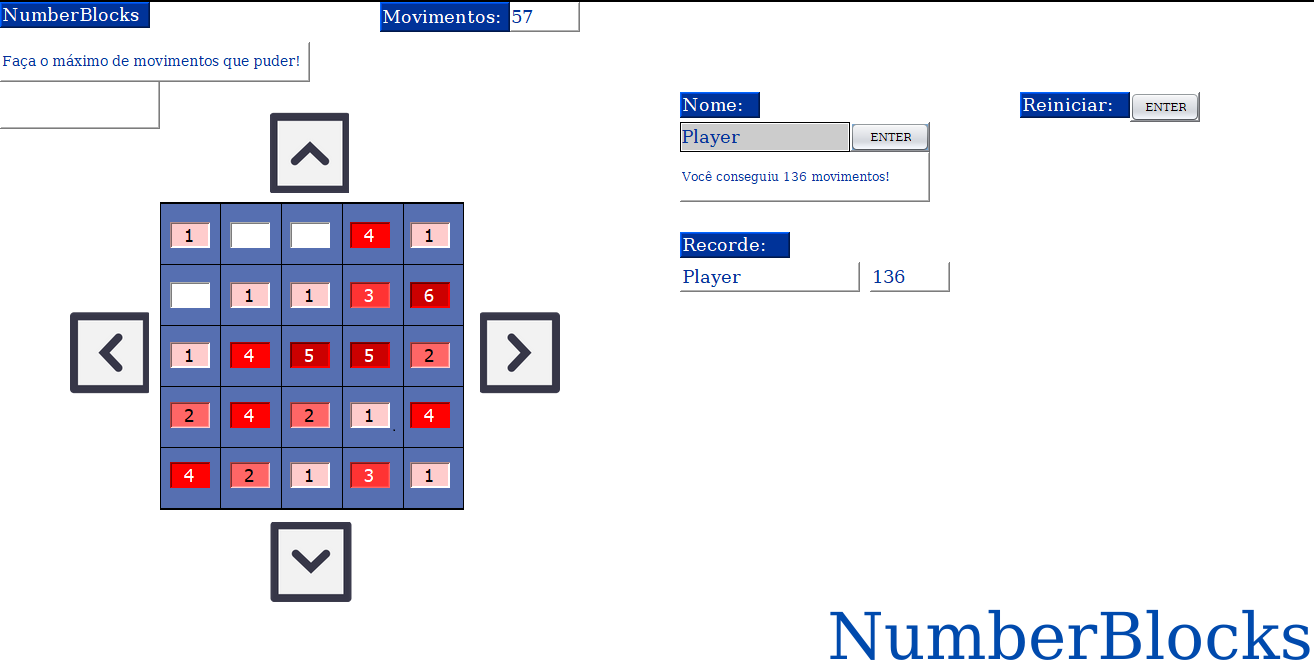 NumberBlocks
Movimentos: 57
Faça o máximo de movimentos que puder!
Nome:
Reiniciar: ENTER
Player ENTER
Você conseguiu 136 movimentos!
Recorde:
Player 136
1 4 1
1 1 3 6
1 4 5 5 2
2 4 2 1 4
4 2 1 3 1
NumberBlocks